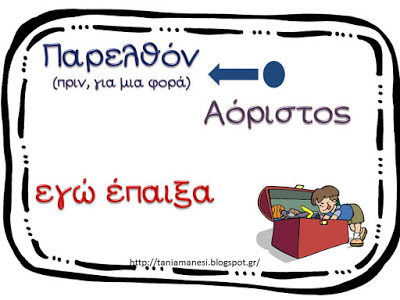 Παρελθόν
(πριν, για μια φορά)
Αόριστος
εγώ έπαιξα
http://taniamanesi.blogspot.gr/